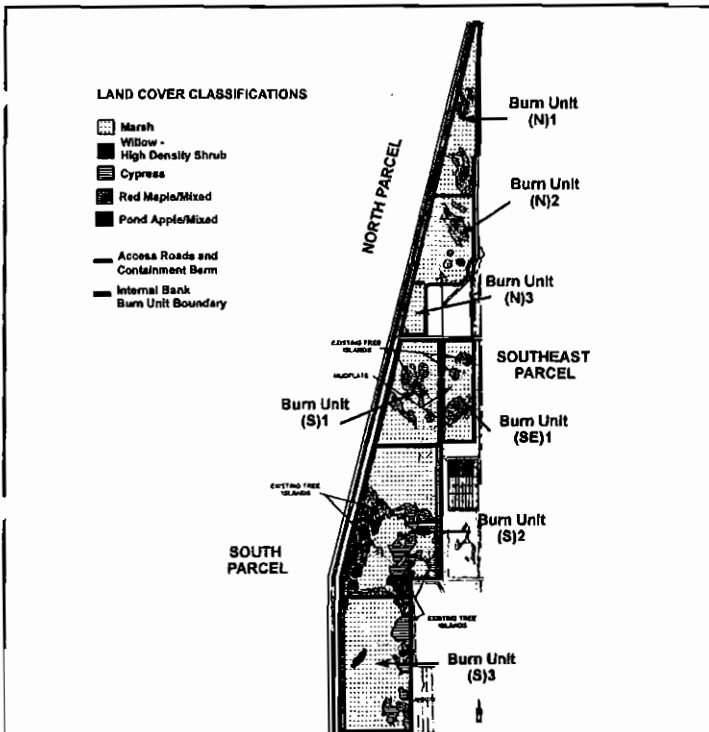 LAND COVER CLASSIFICATIONS
Marsh
Willow -
High Density Shrub
Cypress
Red Maple/Mixed
Pond Apple/Mixed
Access Roads and
Containment Berm
Internal Bank
Burn Unit Boundary
NORTH PARCEL
Burn Unit
(N)1
Burn Unit
(N)2
Burn Unit
(N)3
EXISTING TREE
ISLANDS
MUDFLATS
SOUTHEAST
PARCEL
Burn Unit
(S)1
Burn Unit
(SE)1
EXISTING TREE
ISLANDS
Burn Unit
(S)2
SOUTH
PARCEL
EXISTING TREE
ISLANDS
Burn Unit
(S)3